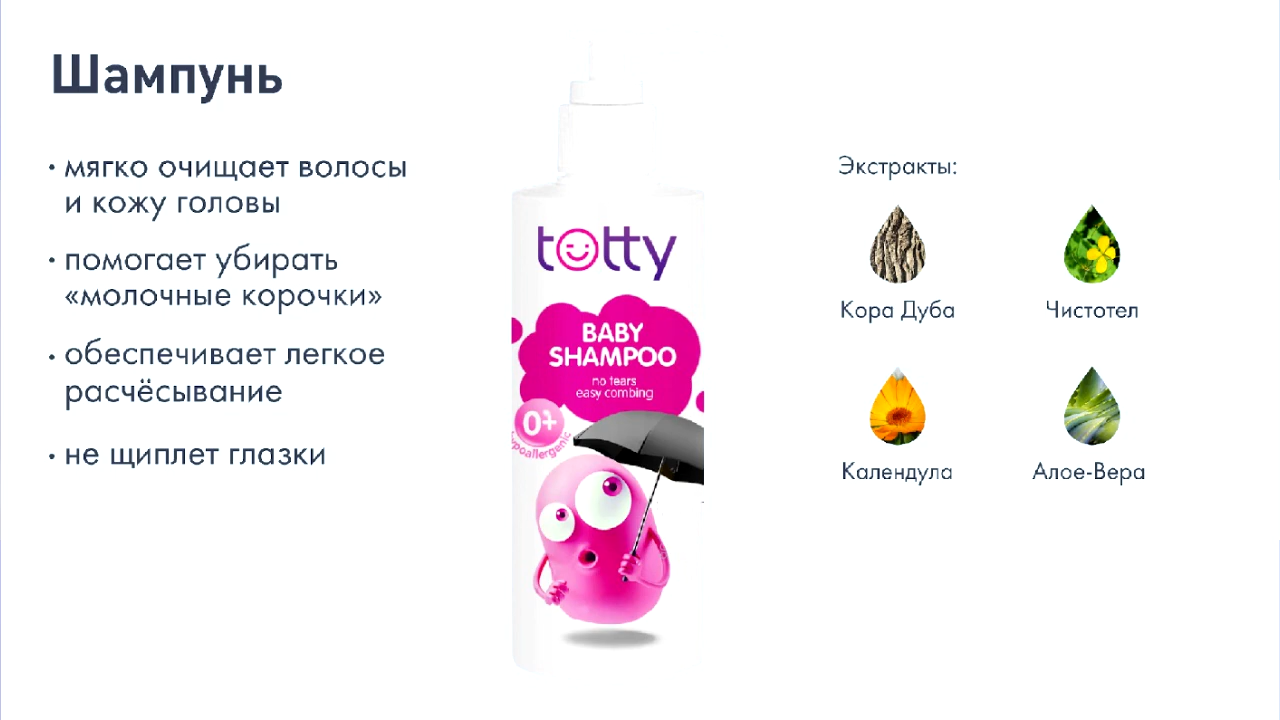 Шампунь
• мягко очищает волосы
и кожу головы
• помогает убирать
«молочные корочки»
• обеспечивает легкое
расчёсывание
• не щиплет глазки
totty
BABY
SHAMPOO
no tears
easy combing
0+
hypoallergenic
Экстракты:
Кора Дуба
Чистотел
Календула
Алое-Вера